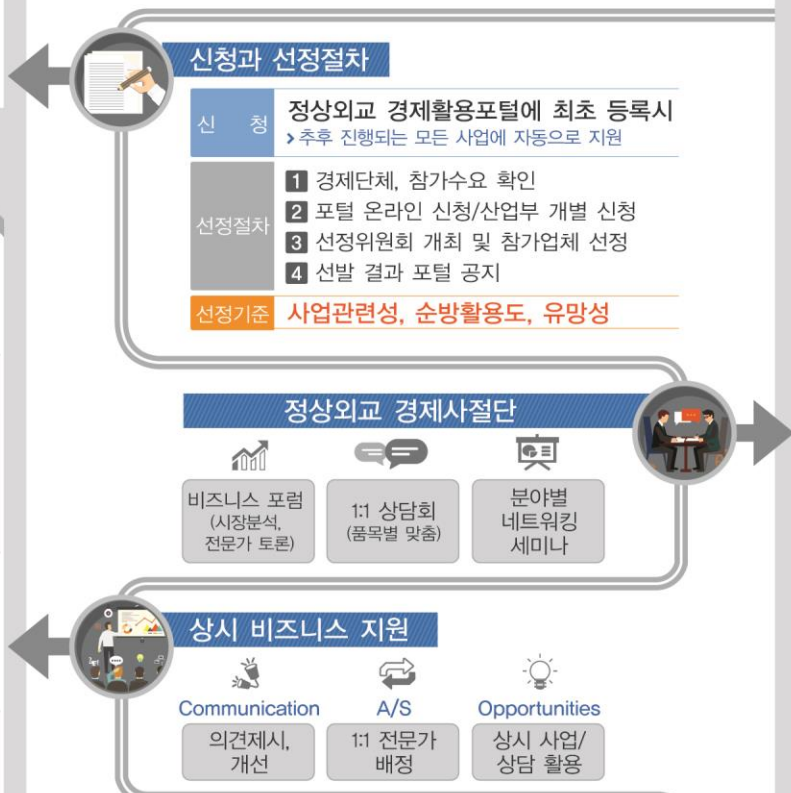 신청과 선정절차
신 청
정상외교 경제활용포털에 최초 등록시
> 추후 진행되는 모든 사업에 자동으로 지원
선정절차
1 경제단체, 참가수요 확인
2 포털 온라인 신청/산업부 개별 신청
3 선정위원회 개최 및 참가업체 선정
4 선발 결과 포털 공지
선정기준
사업관련성, 순방활용도, 유망성
정상외교 경제사절단
비즈니스 포럼
(시장분석,
전문가 토론)
1:1 상담회
(품목별 맞춤)
분야별
네트워킹
세미나
상시 비즈니스 지원
Communication
의견제시,
개선
A/S
1:1 전문가
배정
Opportunities
상시 사업/
상담 활용